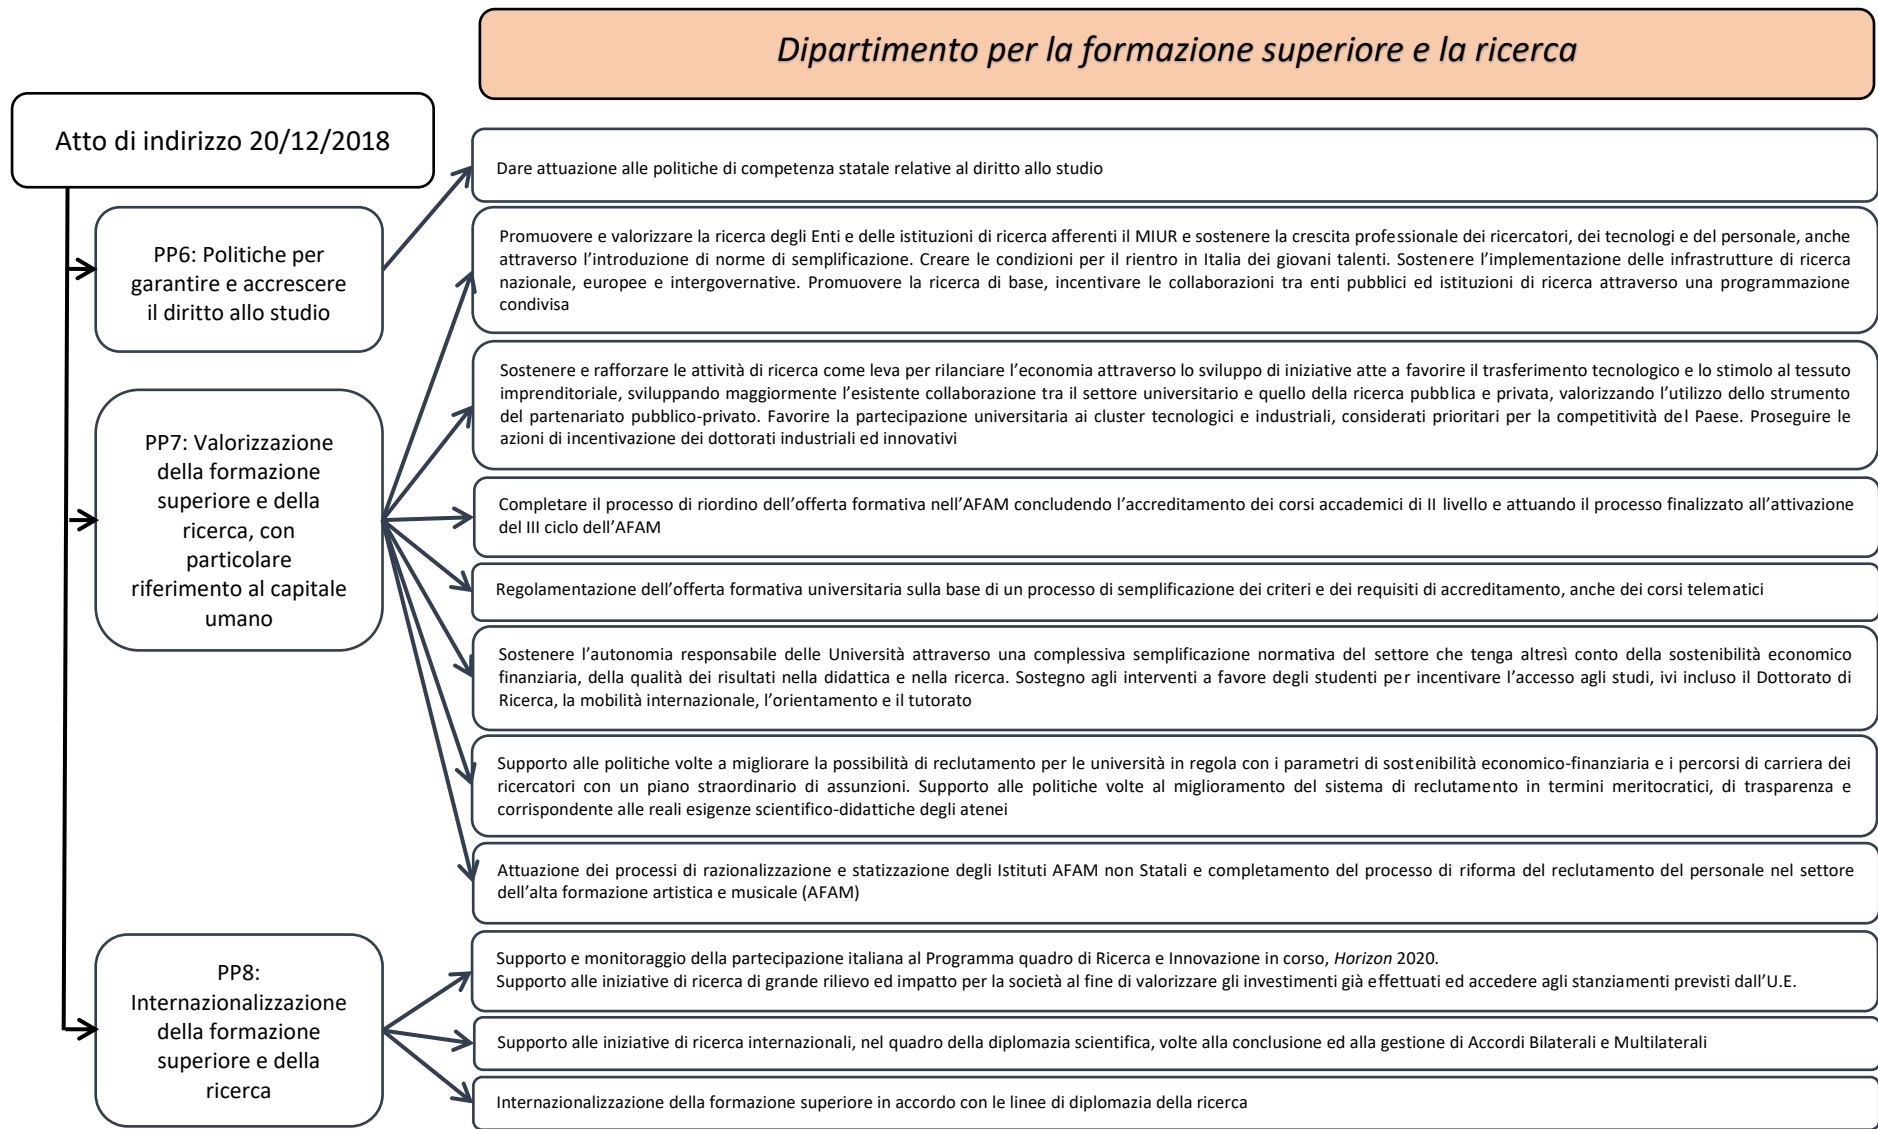 Dipartimento per la formazione superiore e la ricerca
Atto di indirizzo 20/12/2018
PP6: Politiche per
garantire e accrescere
il diritto allo studio
Dare attuazione alle politiche di competenza statale relative al diritto allo studio
PP7: Valorizzazione
della formazione
superiore e della
ricerca, con
particolare
riferimento al capitale
umano
Promuovere e valorizzare la ricerca degli Enti e delle istituzioni di ricerca afferenti il MIUR e sostenere la crescita professionale dei ricercatori, dei tecnologi e del personale, anche
attraverso l’introduzione di norme di semplificazione. Creare le condizioni per il rientro in Italia dei giovani talenti. Sostenere l’implementazione delle infrastrutture di ricerca
nazionale, europee e intergovernative. Promuovere la ricerca di base, incentivare le collaborazioni tra enti pubblici ed istituzioni di ricerca attraverso una programmazione
condivisa
Sostenere e rafforzare le attività di ricerca come leva per rilanciare l’economia attraverso lo sviluppo di iniziative atte a favorire il trasferimento tecnologico e lo stimolo al tessuto
imprenditoriale, sviluppando maggiormente l’esistente collaborazione tra il settore universitario e quello della ricerca pubblica e privata, valorizzando l’utilizzo dello strumento
del partenariato pubblico-privato. Favorire la partecipazione universitaria ai cluster tecnologici e industriali, considerati prioritari per la competitività del Paese. Proseguire le
azioni di incentivazione dei dottorati industriali ed innovativi
Completare il processo di riordino dell’offerta formativa nell’AFAM concludendo l’accreditamento dei corsi accademici di II livello e attuando il processo finalizzato all’attivazione
del III ciclo dell’AFAM
Regolamentazione dell’offerta formativa universitaria sulla base di un processo di semplificazione dei criteri e dei requisiti di accreditamento, anche dei corsi telematici
Sostenere l’autonomia responsabile delle Università attraverso una complessiva semplificazione normativa del settore che tenga altresì conto della sostenibilità economico
finanziaria, della qualità dei risultati nella didattica e nella ricerca. Sostegno agli interventi a favore degli studenti per incentivare l’accesso agli studi, ivi incluso il Dottorato di
Ricerca, la mobilità internazionale, l’orientamento e il tutorato
Supporto alle politiche volte a migliorare la possibilità di reclutamento per le università in regola con i parametri di sostenibilità economico-finanziaria e i percorsi di carriera dei
ricercatori con un piano straordinario di assunzioni. Supporto alle politiche volte al miglioramento del sistema di reclutamento in termini meritocratici, di trasparenza e
corrispondente alle reali esigenze scientifico-didattiche degli atenei
Attuazione dei processi di razionalizzazione e statizzazione degli Istituti AFAM non Statali e completamento del processo di riforma del reclutamento del personale nel settore
dell’alta formazione artistica e musicale (AFAM)
PP8:
Internazionalizzazione
della formazione
superiore e della
ricerca
Supporto e monitoraggio della partecipazione italiana al Programma quadro di Ricerca e Innovazione in corso, Horizon 2020.
Supporto alle iniziative di ricerca di grande rilievo ed impatto per la società al fine di valorizzare gli investimenti già effettuati ed accedere agli stanziamenti previsti dall’U.E.
Supporto alle iniziative di ricerca internazionali, nel quadro della diplomazia scientifica, volte alla conclusione ed alla gestione di Accordi Bilaterali e Multilaterali
Internazionalizzazione della formazione superiore in accordo con le linee di diplomazia della ricerca